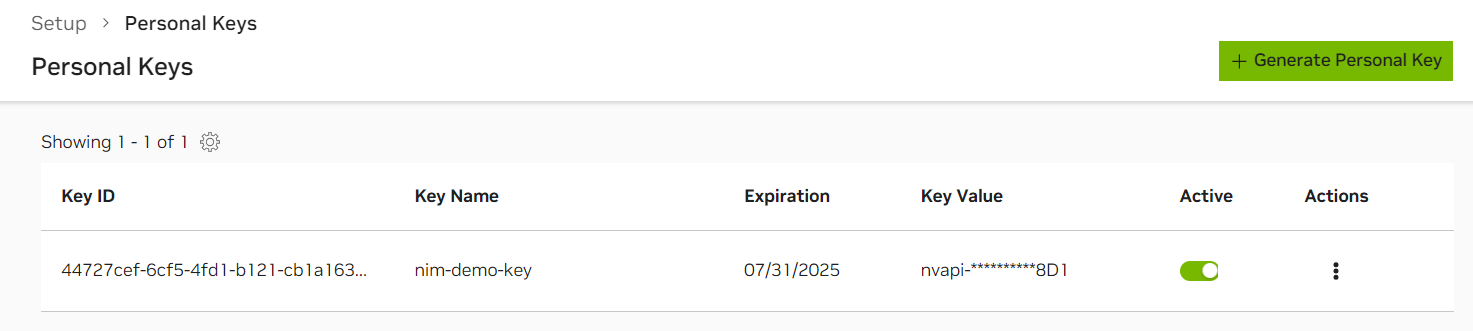 Setup > Personal Keys
Personal Keys
+ Generate Personal Key
Showing 1 - 1 of 1
Key ID Key Name Expiration Key Value Active Actions
44727cef-6cf5-4fd1-b121-cb1a163... nim-demo-key 07/31/2025 nvapi-**********8D1